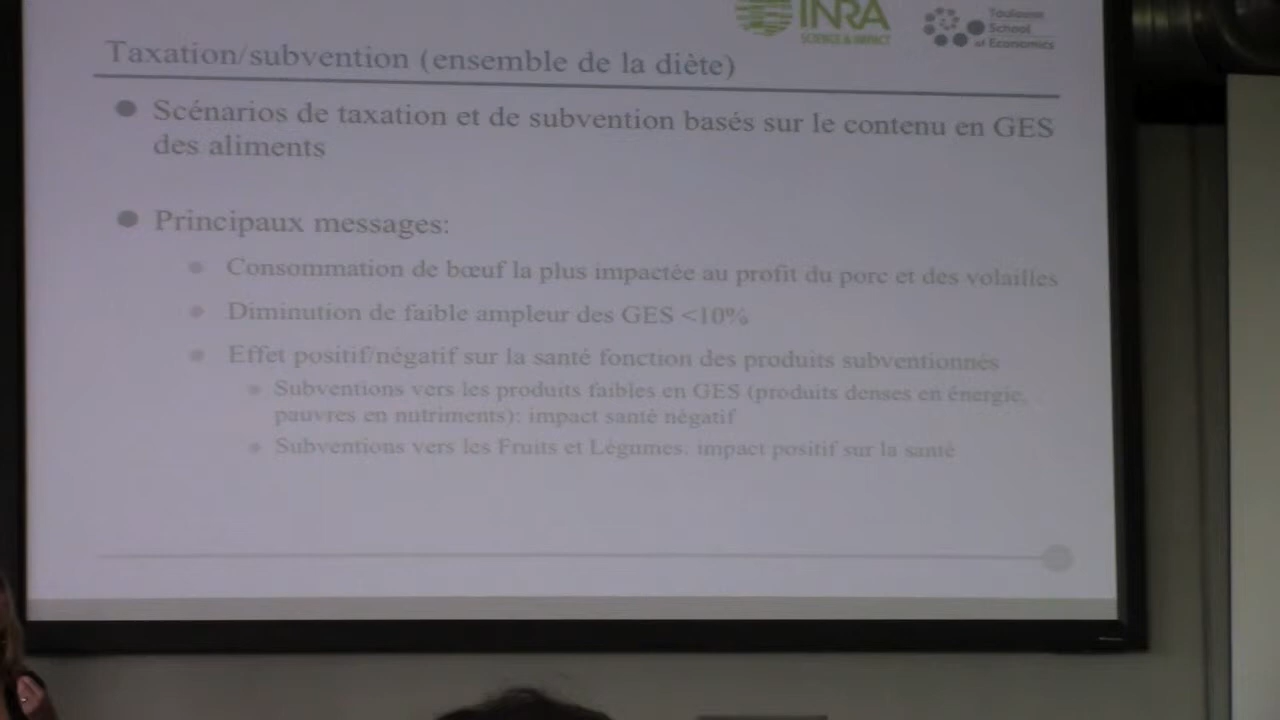 INRA
SCIENCE & IMPACT
Toulouse
School
of Economics
Taxation/subvention (ensemble de la diète)
Scénarios de taxation et de subvention basés sur le contenu en GES
des aliments
Principaux messages:
Consommation de bœuf la plus impactée au profit du porc et des volailles
Diminution de faible ampleur des GES <10%
Effet positif/négatif sur la santé fonction des produits subventionnés
Subventions vers les produits faibles en GES (produits denses en énergie,
pauvres en nutriments): impact santé négatif
Subventions vers les Fruits et Légumes: impact positif sur la santé